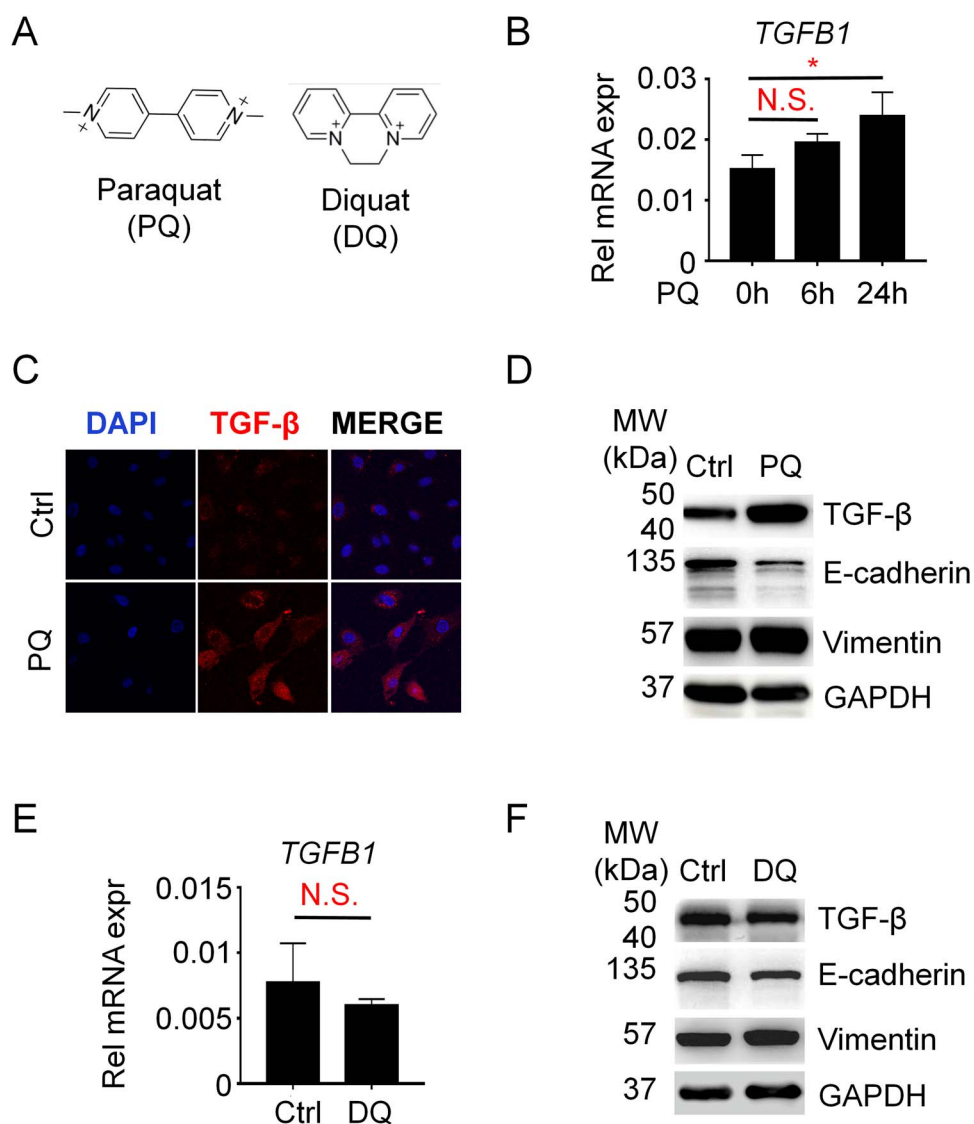 A
N
+
N
+
Paraquat
(PQ)
N
+
N
+
Diquat
(DQ)
B
TGFB1
*
N.S.
Rel mRNA expr
0.03
0.02
0.01
0
PQ 0h 6h 24h
C
DAPI TGF-β MERGE
Ctrl
PQ
D
MW
(kDa)
Ctrl PQ
50
40
TGF-β
135
E-cadherin
57
Vimentin
37
GAPDH
E
TGFB1
N.S.
Rel mRNA expr
0.015
0.01
0.005
0
Ctrl DQ
F
MW
(kDa)
Ctrl DQ
50
40
TGF-β
135
E-cadherin
57
Vimentin
37
GAPDH